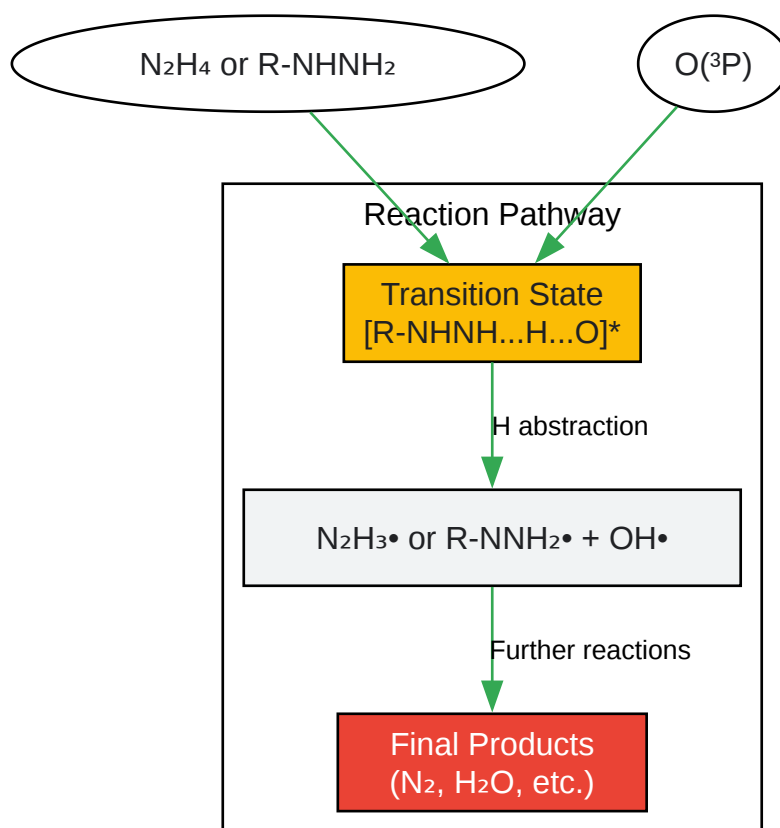 N₂H₄ or R-NHNH₂
O(³P)
Reaction Pathway
Transition State
[R-NHNH...H...O]*
H abstraction
N₂H₃• or R-NNH₂• + OH•
Further reactions
Final Products
(N₂, H₂O, etc.)